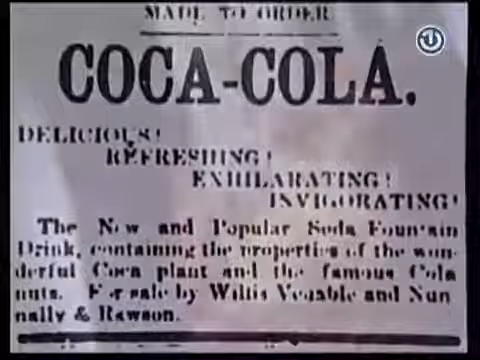 MADE TO ORDER
COCA-COLA.
DELICIOUS!
REFRESHING!
EXHILARATING!
INVIGORATING!
The New and Popular Soda Fountain
Drink, containing the properties of the won-
derful Coca plant and the famous Cola
nuts. For sale by Willis Venable and Nun-
nally & Rawson.